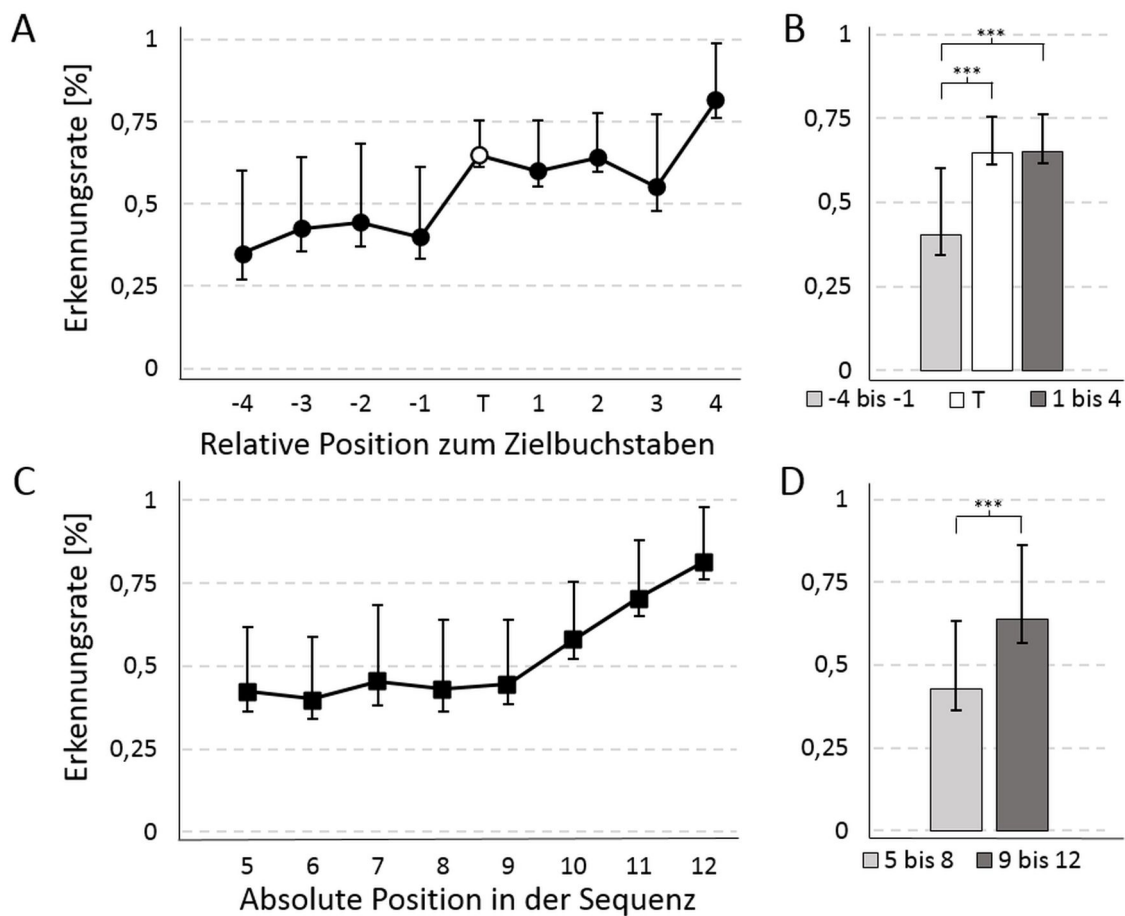 A
Erkennungsrate [%]
1
0,75
0,5
0,25
0
-4 -3 -2 -1 T 1 2 3 4
Relative Position zum Zielbuchstaben
B
1
0,75
0,5
0,25
0
***
***
-4 bis -1 T 1 bis 4
C
Erkennungsrate [%]
1
0,75
0,5
0,25
0
5 6 7 8 9 10 11 12
Absolute Position in der Sequenz
D
1
0,75
0,5
0,25
0
***
5 bis 8 9 bis 12